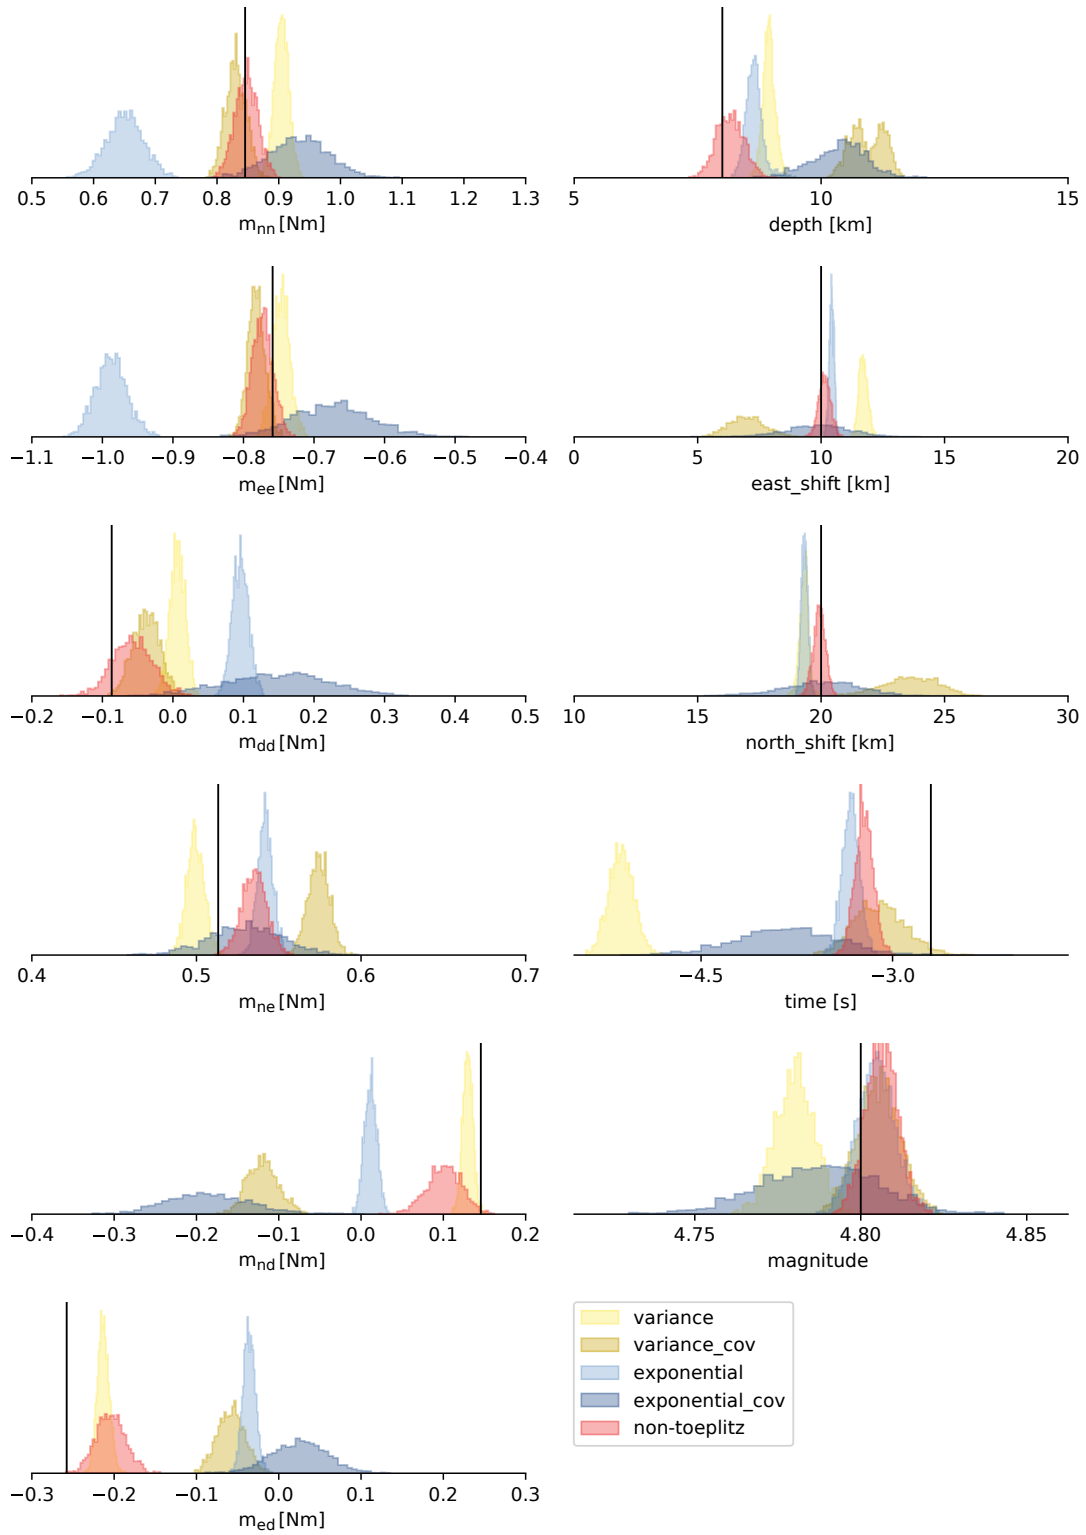 0.5 0.6 0.7 0.8 0.9 1.0 1.1 1.2 1.3
m_nn [Nm]
5 10 15
depth [km]
−1.1 −1.0 −0.9 −0.8 −0.7 −0.6 −0.5 −0.4
m_ee [Nm]
0 5 10 15 20
east_shift [km]
−0.2 −0.1 0.0 0.1 0.2 0.3 0.4 0.5
m_dd [Nm]
10 15 20 25 30
north_shift [km]
0.4 0.5 0.6 0.7
m_ne [Nm]
−4.5 −3.0
time [s]
−0.4 −0.3 −0.2 −0.1 0.0 0.1 0.2
m_nd [Nm]
4.75 4.80 4.85
magnitude
−0.3 −0.2 −0.1 0.0 0.1 0.2 0.3
m_ed [Nm]
variance
variance_cov
exponential
exponential_cov
non-toeplitz